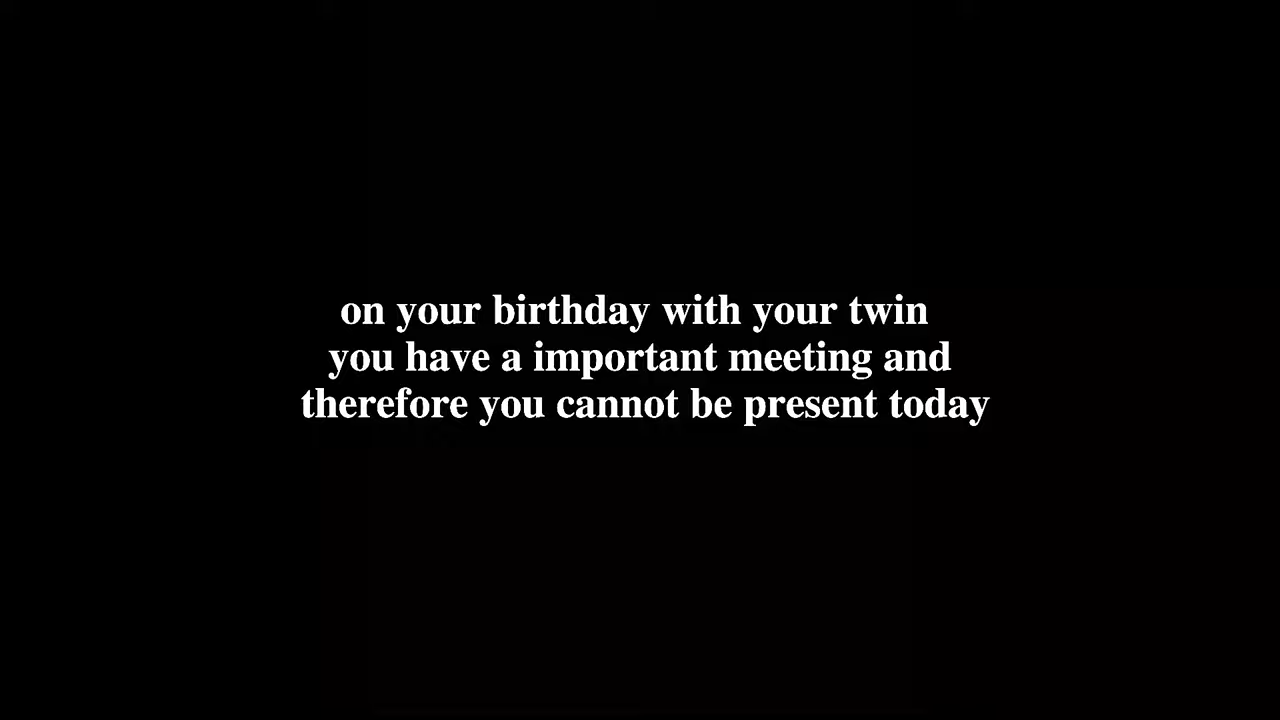 on your birthday with your twin
you have a important meeting and
therefore you cannot be present today